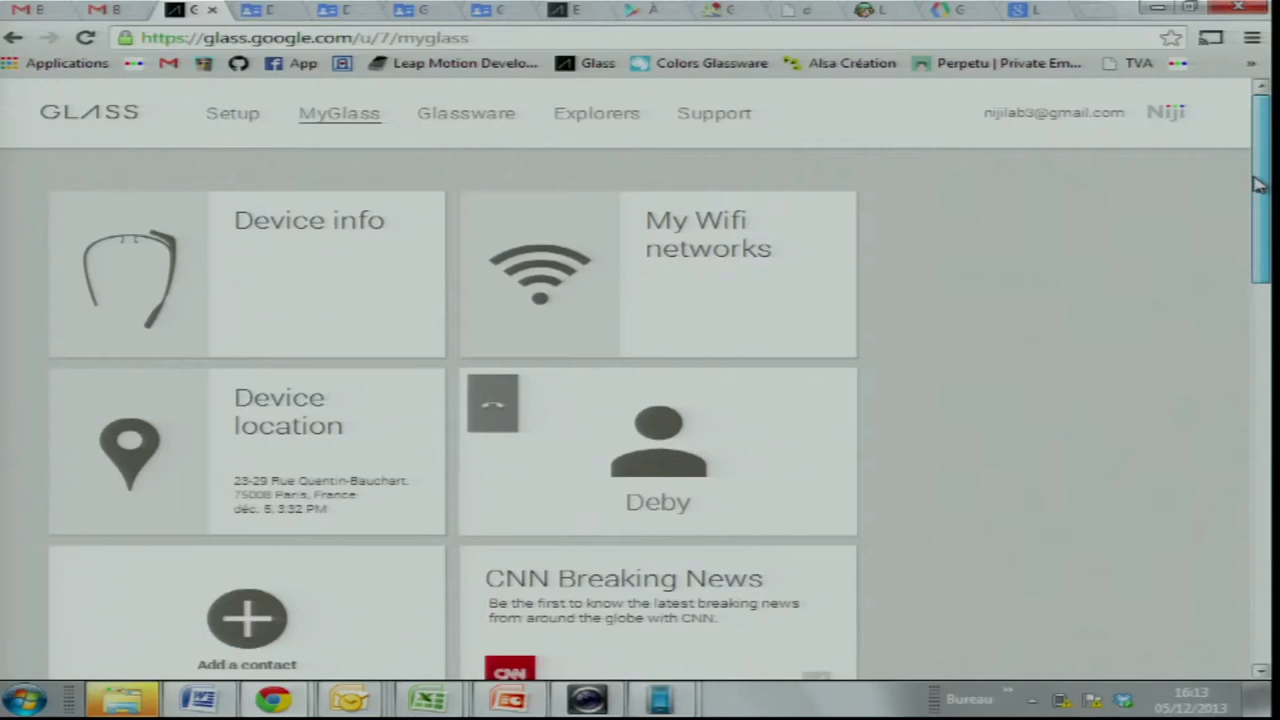 B
B
G
D
D
G
C
E
À
C
d
L
G
L
https://glass.google.com/u/7/myglass
Applications
App
Leap Motion Develo...
Glass
Colors Glassware
Alsa Création
Perpetu | Private Em...
TVA
»
GLASS
Setup
MyGlass
Glassware
Explorers
Support
nijilab3@gmail.com
Niji
Device info
My Wifi
networks
Device
location
23-29 Rue Quentin-Bauchart,
75008 Paris, France
déc. 5, 3:32 PM
Deby
Add a contact
CNN Breaking News
Be the first to know the latest breaking news
from around the globe with CNN.
CNN
Bureau
»
16:13
05/12/2013